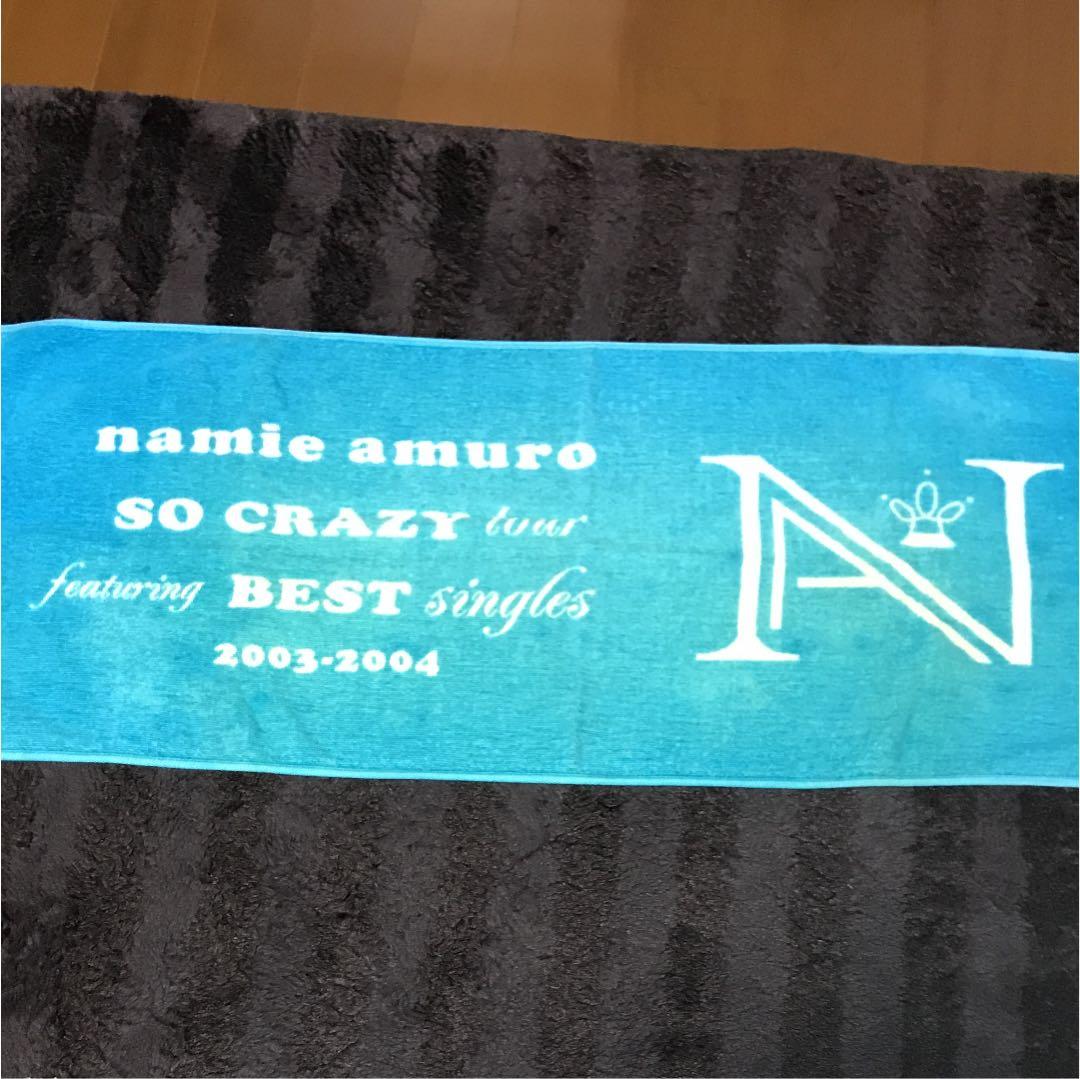 namie amuro
SO CRAZY tour
featuring BEST singles
2003-2004
NA